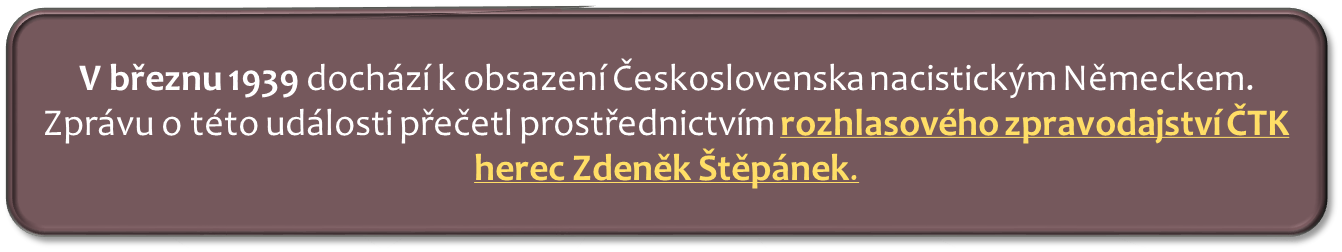 V březnu 1939 dochází k obsazení Československa nacistickým Německem.
Zprávu o této události přečetl prostřednictvím rozhlasového zpravodajství ČTK
herec Zdeněk Štěpánek.